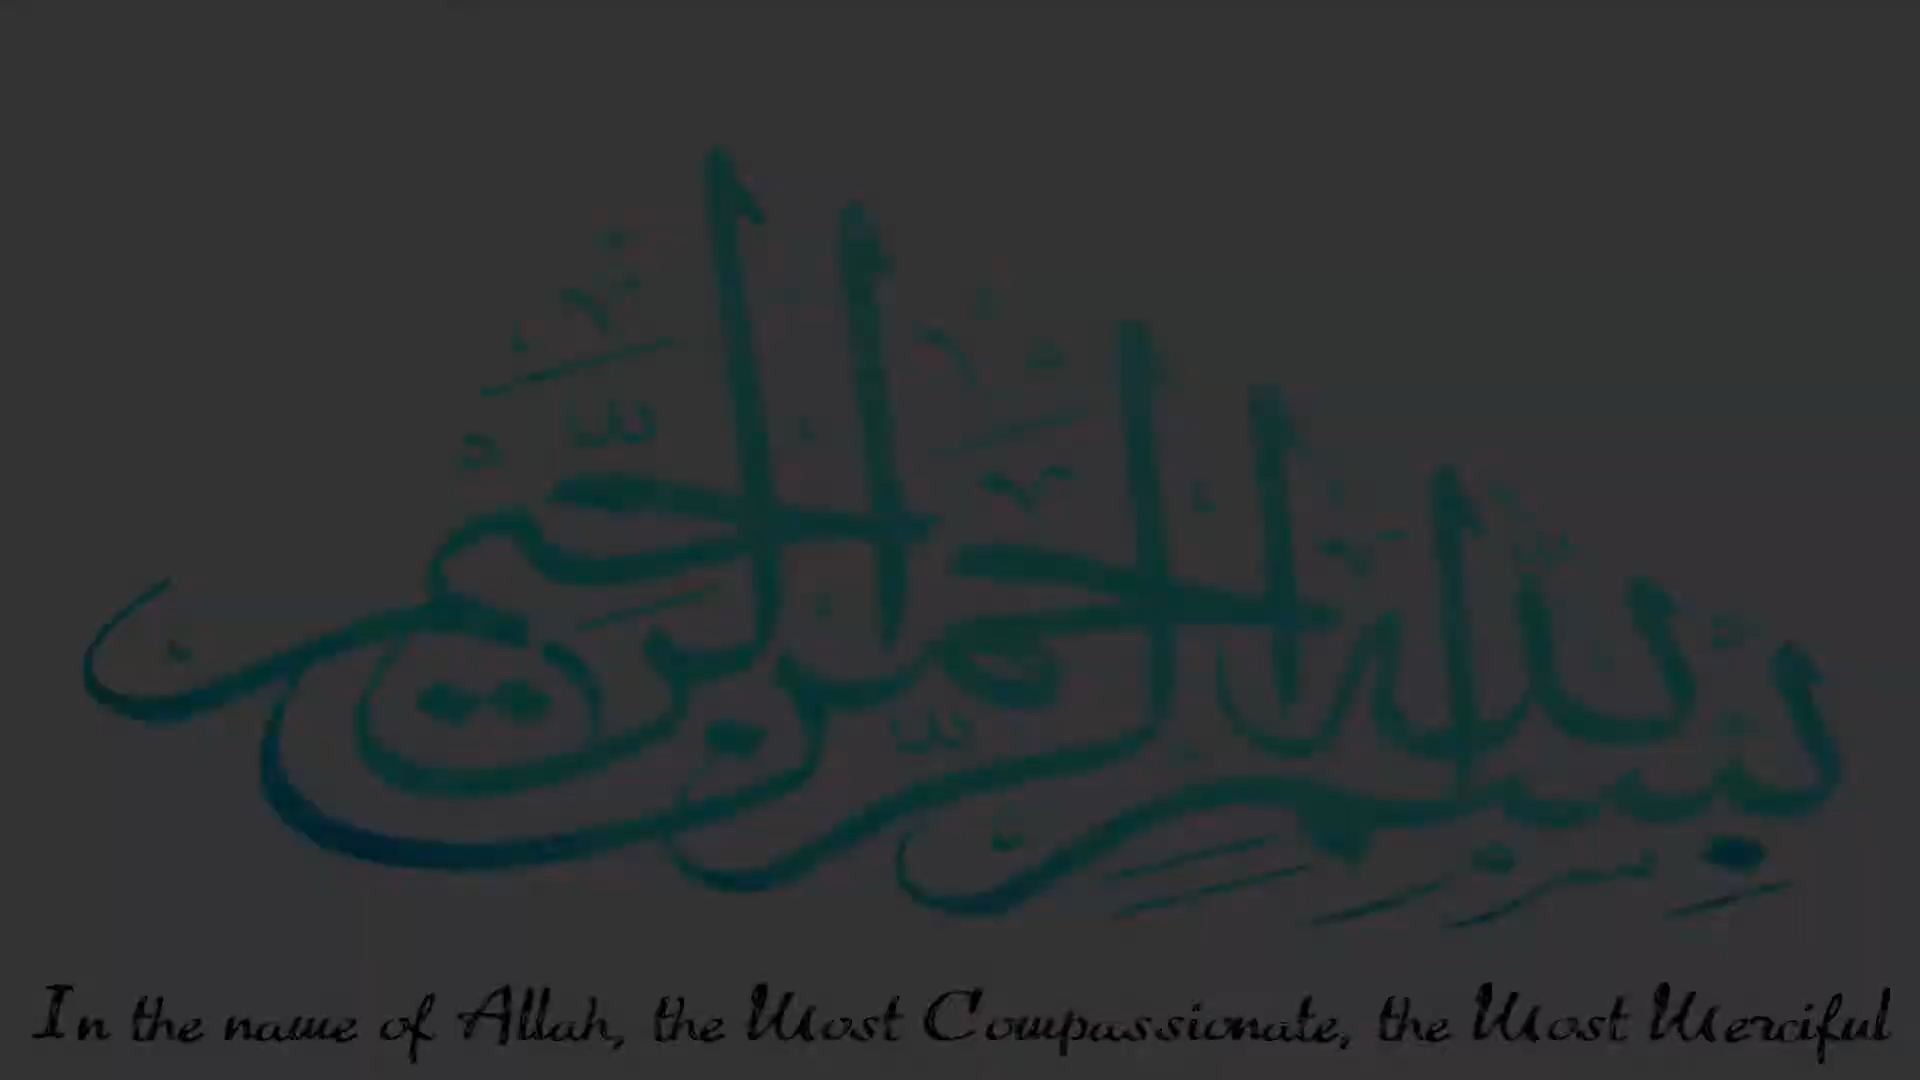 بسم الله الرحمن الرحيم
In the name of Allah, the Most Compassionate, the Most Merciful